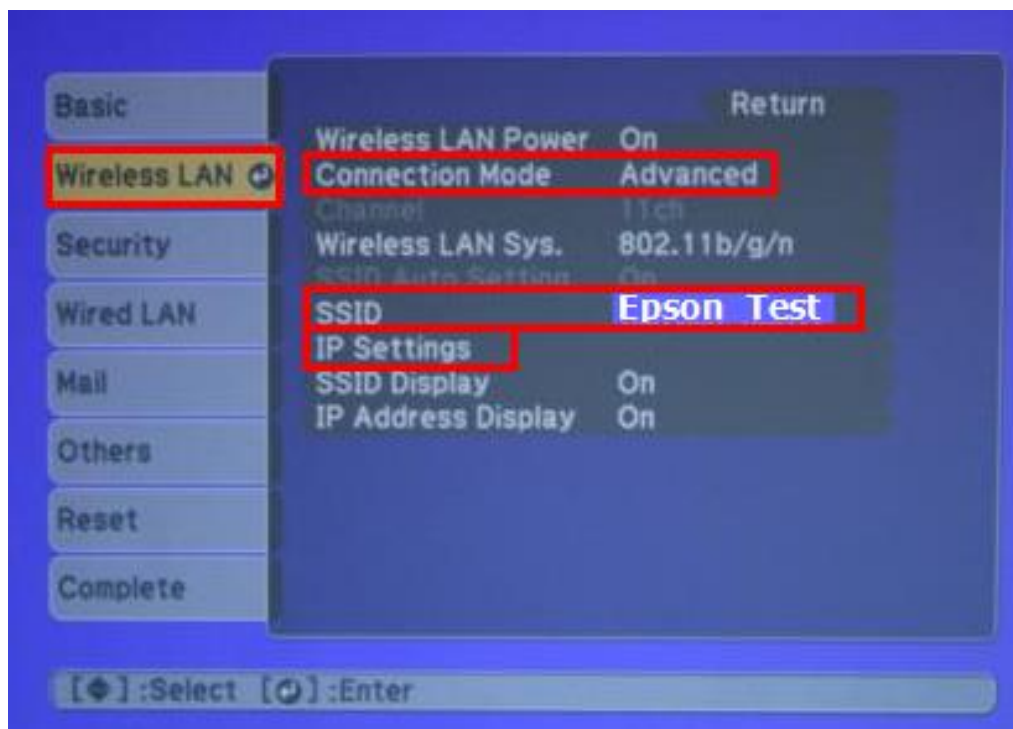 Basic
Wireless LAN
Security
Wired LAN
Mail
Others
Reset
Complete
Return
Wireless LAN Power On
Connection Mode Advanced
Channel 11ch
Wireless LAN Sys. 802.11b/g/n
SSID Auto Setting On
SSID Epson Test
IP Settings
SSID Display On
IP Address Display On
[ ] :Select [ ] :Enter